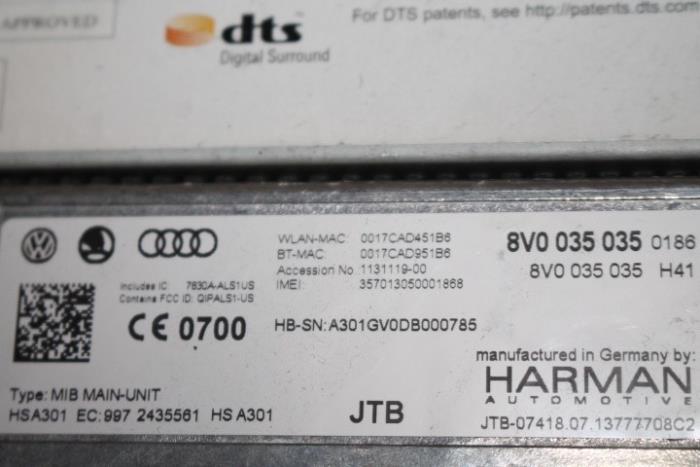 APPROVED
dts
Digital Surround
For DTS patents, see http://patents.dts.com
WLAN-MAC: 0017CAD451B6
BT-MAC: 0017CAD951B6
Accession No 1131119-00
IMEI: 357013050001868
8V0 035 035 0186
8V0 035 035 H41
Includes IC: 7830A-ALS1US
Contains FCC ID: QIPALS1-US
CE 0700
HB-SN: A301GV0DB000785
manufactured in Germany by:
HARMAN
AUTOMOTIVE
Type: MIB MAIN-UNIT
HSA301 EC: 997 2435561 HS A301
JTB
JTB-07418.07.13777708C2